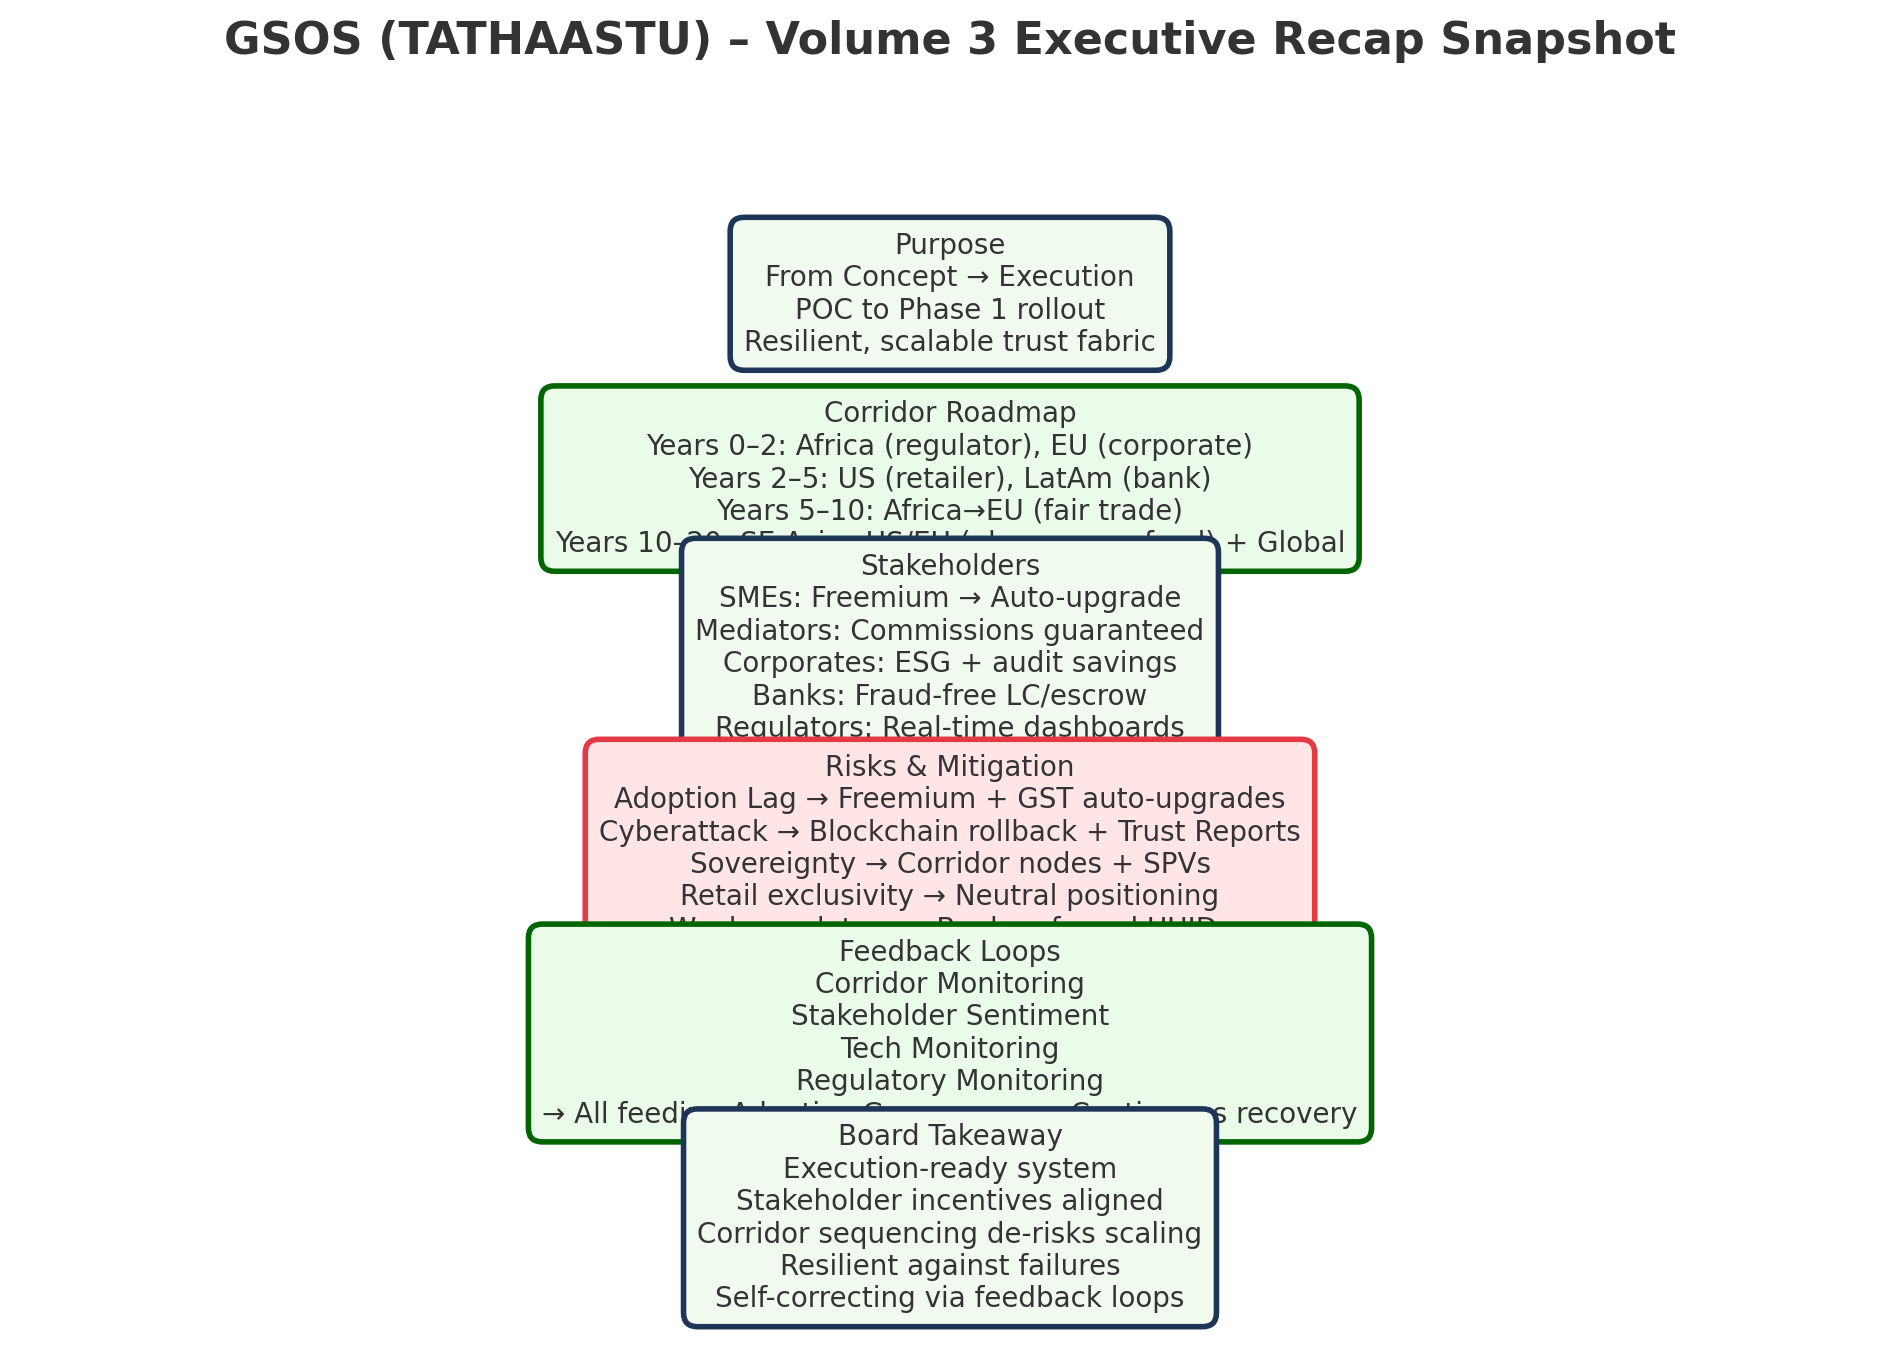 GSOS (TATHAASTU) – Volume 3 Executive Recap Snapshot
Purpose
From Concept → Execution
POC to Phase 1 rollout
Resilient, scalable trust fabric
Corridor Roadmap
Years 0–2: Africa (regulator), EU (corporate)
Years 2–5: US (retailer), LatAm (bank)
Years 5–10: Africa→EU (fair trade)
Years + Global
Stakeholders
SMEs: Freemium → Auto-upgrade
Mediators: Commissions guaranteed
Corporates: ESG + audit savings
Banks: Fraud-free LC/escrow
Regulators: Real-time dashboards
Risks & Mitigation
Adoption Lag → Freemium + GST auto-upgrades
Cyberattack → Blockchain rollback + Trust Reports
Sovereignty → Corridor nodes + SPVs
Retail exclusivity → Neutral positioning
Feedback Loops
Corridor Monitoring
Stakeholder Sentiment
Tech Monitoring
Regulatory Monitoring
→ All recovery
Board Takeaway
Execution-ready system
Stakeholder incentives aligned
Corridor sequencing de-risks scaling
Resilient against failures
Self-correcting via feedback loops